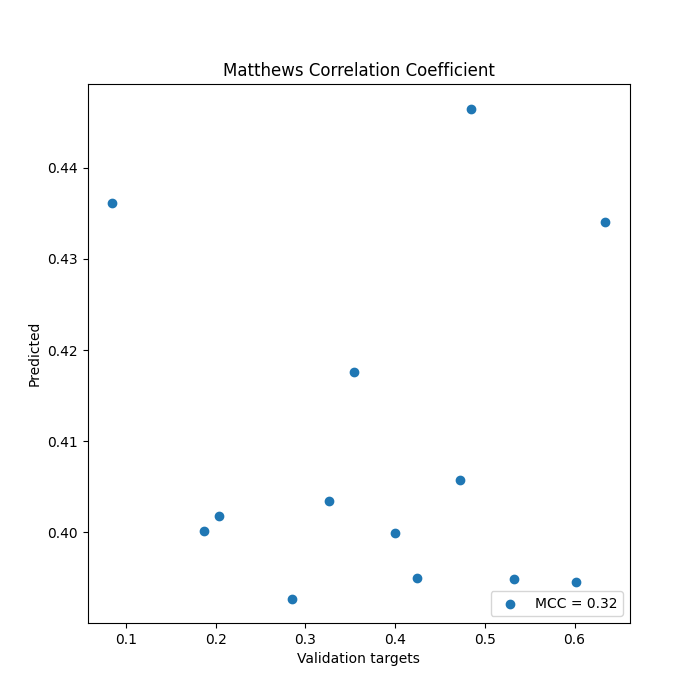 Matthews Correlation Coefficient
0.44
0.43
0.42
0.41
0.40
Predicted
MCC = 0.32
0.1 0.2 0.3 0.4 0.5 0.6
Validation targets